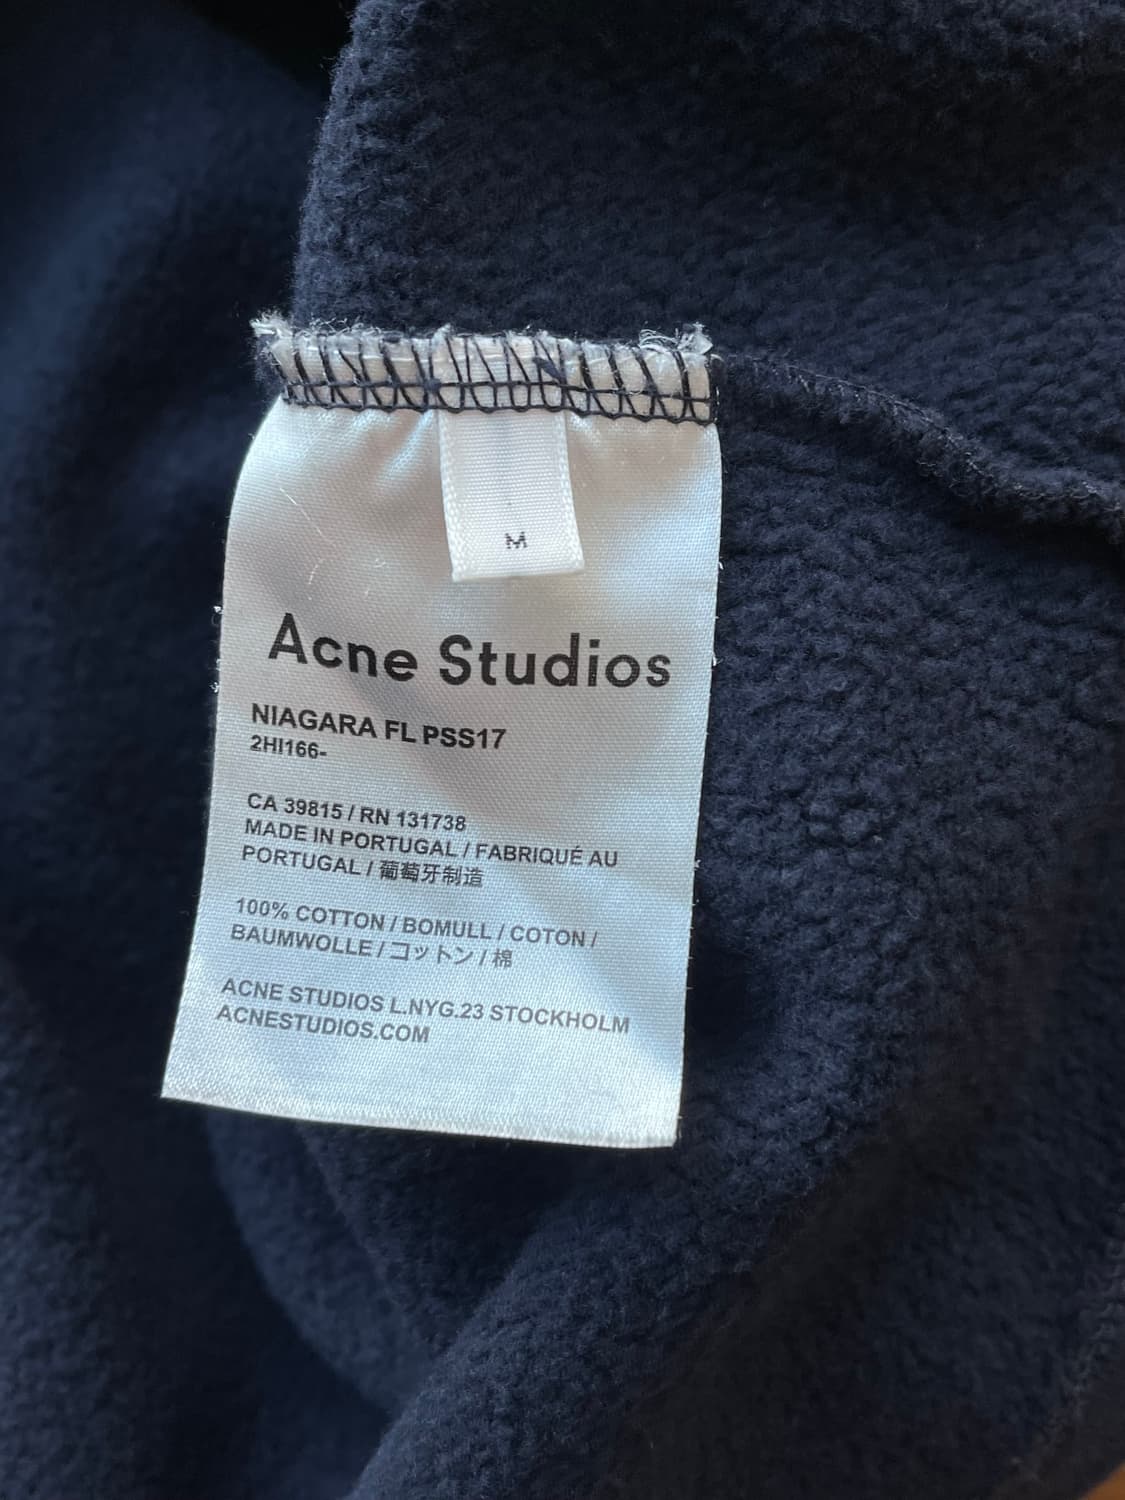 M
Acne Studios
NIAGARA FL PSS17
2HI166-
CA 39815 / RN 131738
MADE IN PORTUGAL / FABRIQUÉ AU
PORTUGAL / 葡萄牙制造
100% COTTON / BOMULL / COTON /
BAUMWOLLE / コットン / 棉
ACNE STUDIOS L.NYG.23 STOCKHOLM
ACNESTUDIOS.COM